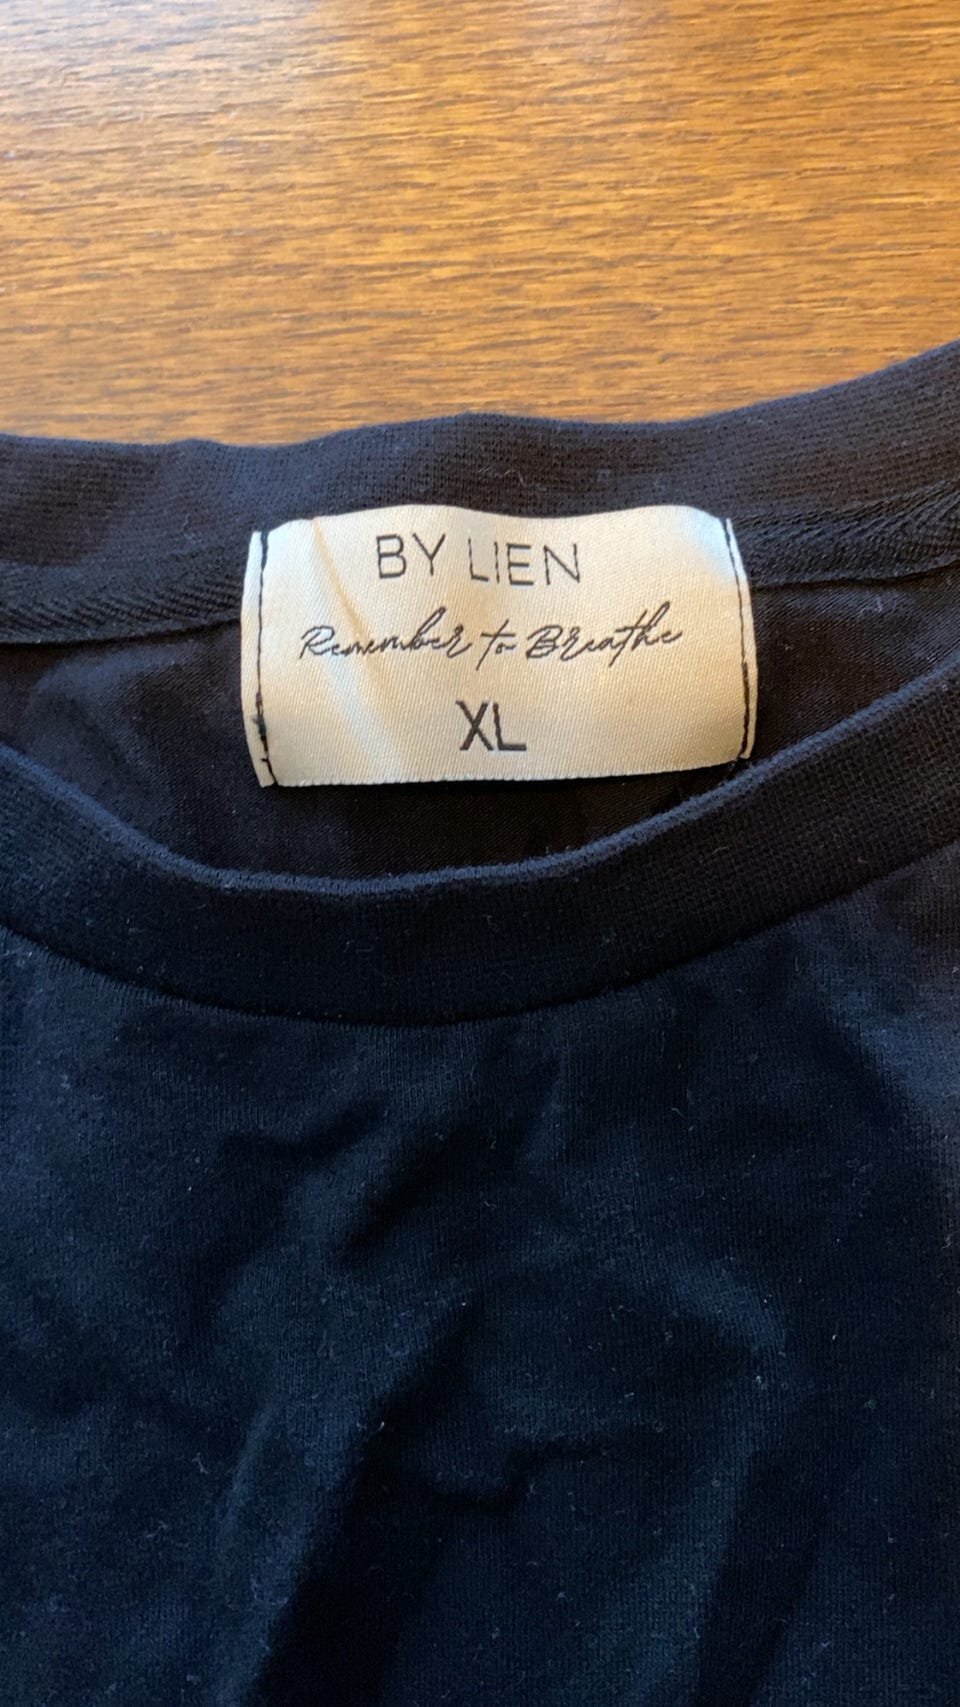 BY LIEN
Remember to Breathe
XL